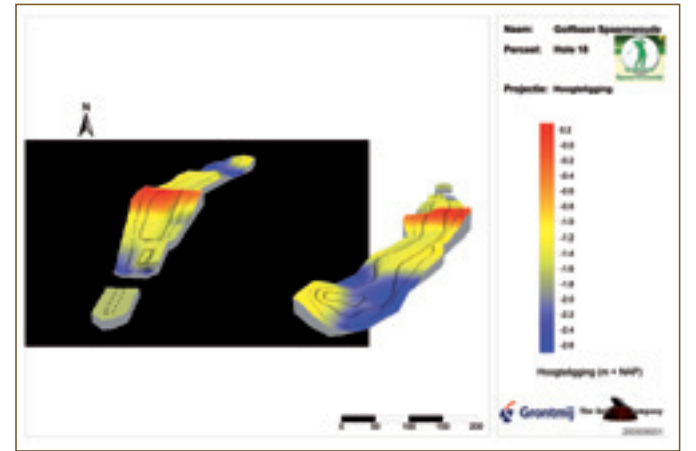 Naam: Golfbaan Spaarnwoude
Perceel: Hole 18
Projectie: Hoogteligging
N
0.2
-0.0
-0.2
-0.4
-0.6
-0.8
-1.0
-1.2
-1.4
-1.6
-1.8
-2.0
-2.2
-2.4
-2.6
Hoogteligging (m + NAP)
0 50 100 150 200
Grontmij The Company